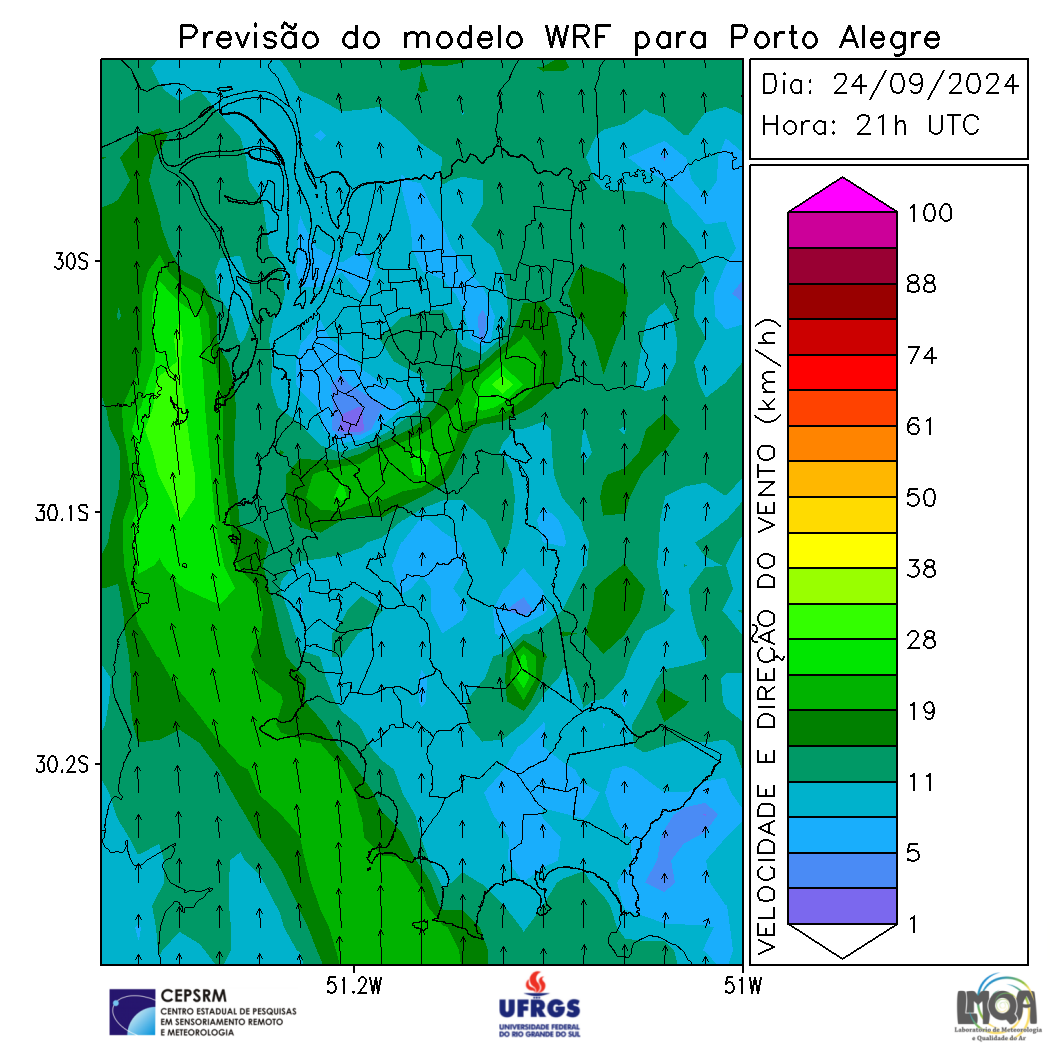 Previsão do modelo WRF para Porto Alegre
Dia: 24/09/2024
Hora: 21h UTC
30S
30.1S
30.2S
51.2W
51W
VELOCIDADE E DIREÇÃO DO VENTO (km/h)
100
88
74
61
50
38
28
19
11
5
1
CEPSRM
CENTRO ESTADUAL DE PESQUISAS
EM SENSORIAMENTO REMOTO
E METEOROLOGIA
UFRGS
UNIVERSIDADE FEDERAL
DO RIO GRANDE DO SUL
LMQA
Laboratório de Meteorologia
e Qualidade do Ar